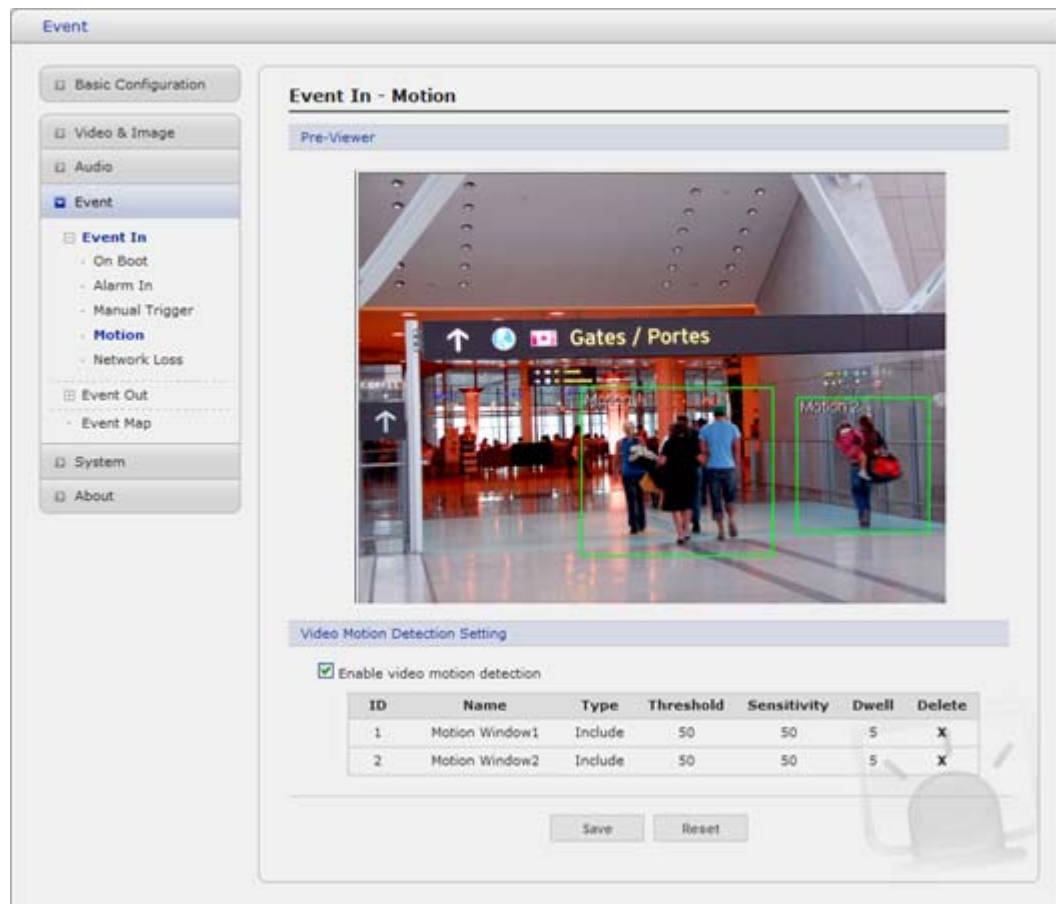 Event
Basic Configuration
Video & Image
Audio
Event
Event In
On Boot
Alarm In
Manual Trigger
Motion
Network Loss
Event Out
Event Map
System
About
Event In - Motion
Pre-Viewer
Gates / Portes
Motion 2
Video Motion Detection Setting
Enable video motion detection
ID Name Type Threshold Sensitivity Dwell Delete
1 Motion Window1 Include 50 50 5 X
2 Motion Window2 Include 50 50 5 X
Save Reset